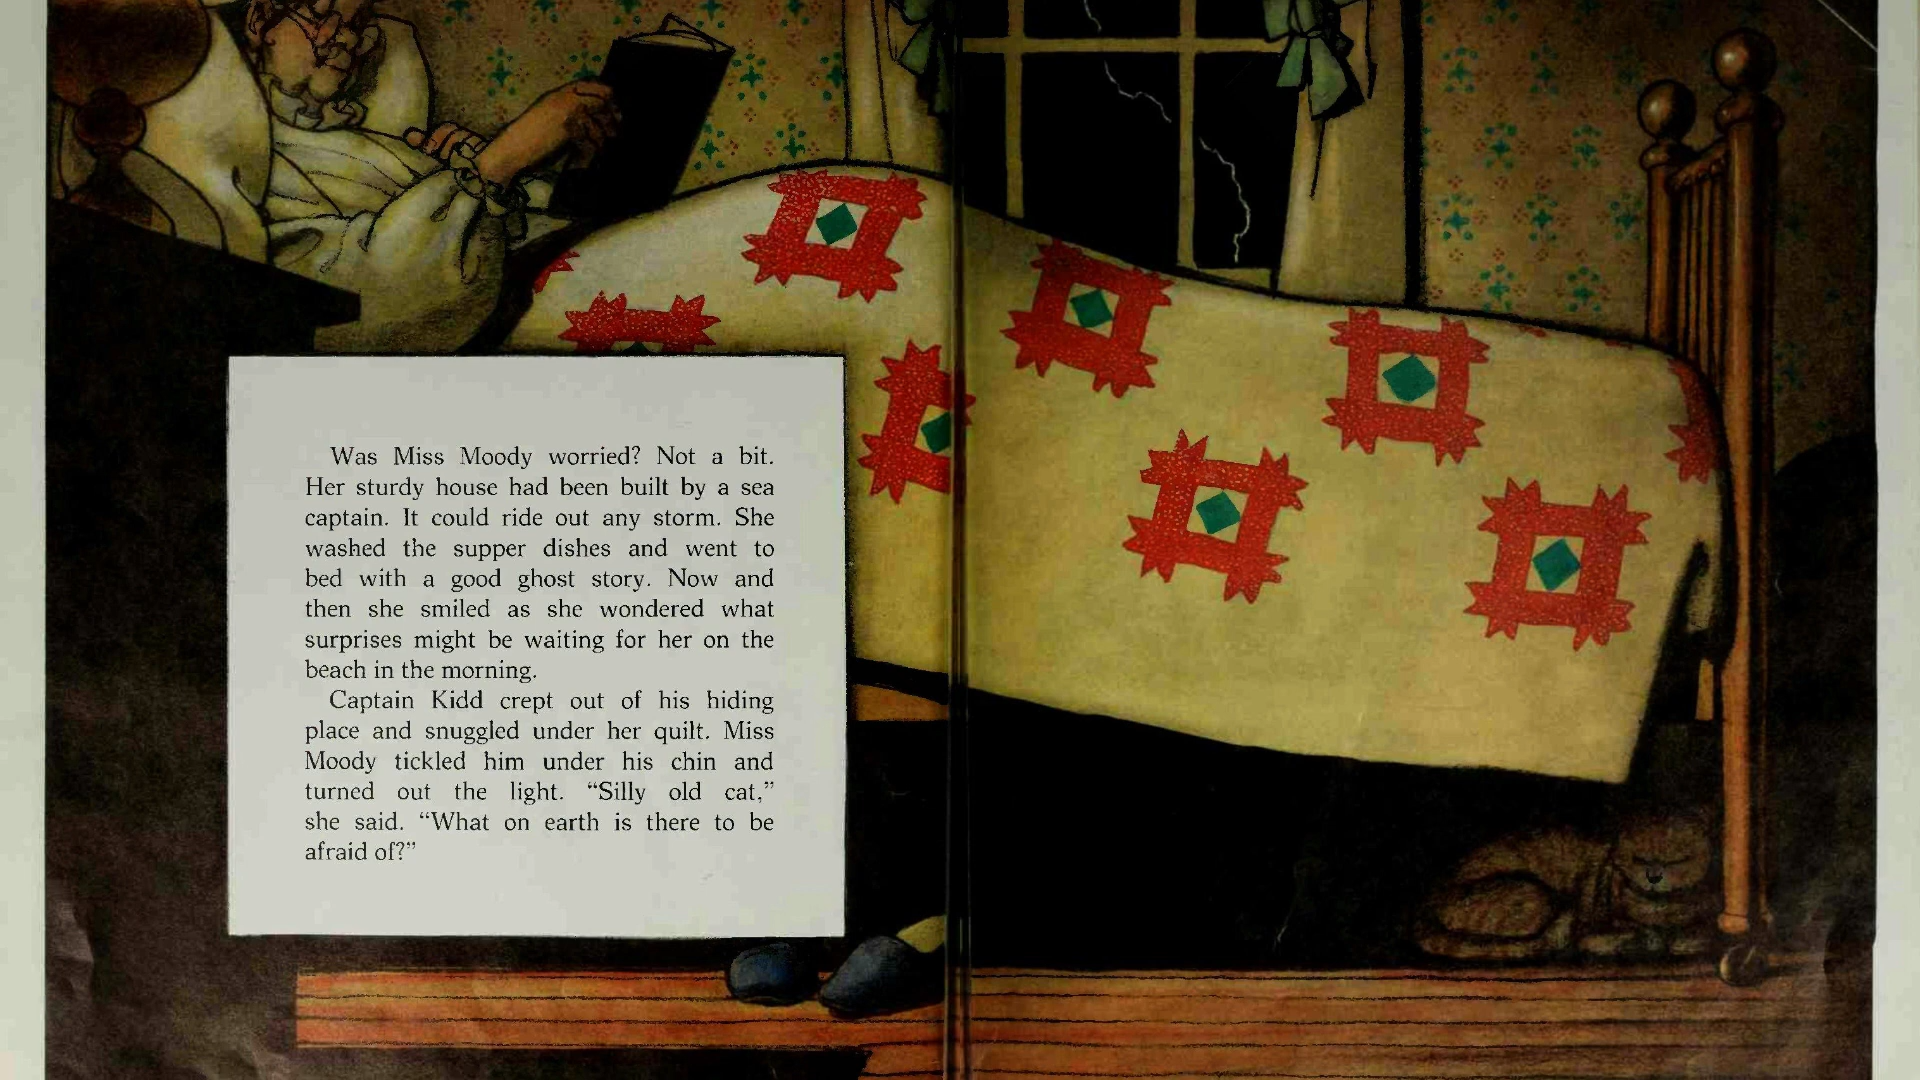 Was Miss Moody worried? Not a bit.
Her sturdy house had been built by a sea
captain. It could ride out any storm. She
washed the supper dishes and went to
bed with a good ghost story. Now and
then she smiled as she wondered what
surprises might be waiting for her on the
beach in the morning.
Captain Kidd crept out of his hiding
place and snuggled under her quilt. Miss
Moody tickled him under his chin and
turned out the light. “Silly old cat,”
she said. “What on earth is there to be
afraid of?”